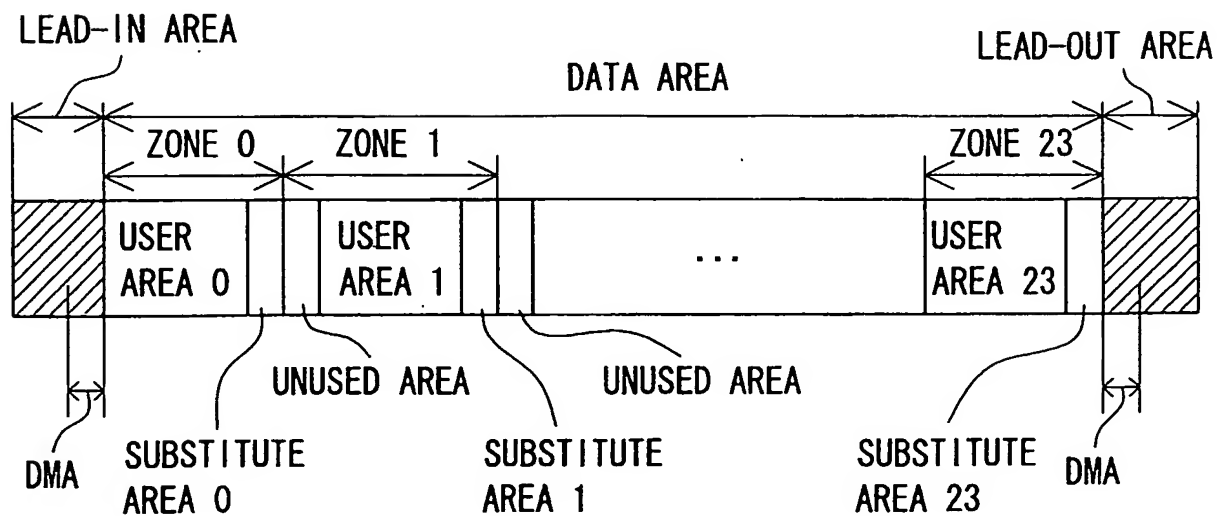 LEAD-IN AREA
LEAD-OUT AREA
DATA AREA
ZONE 0
ZONE 1
ZONE 23
USER
AREA 0
USER
AREA 1
...
USER
AREA 23
UNUSED AREA
UNUSED AREA
DMA
SUBSTITUTE
AREA 0
SUBSTITUTE
AREA 1
SUBSTITUTE
AREA 23
DMA